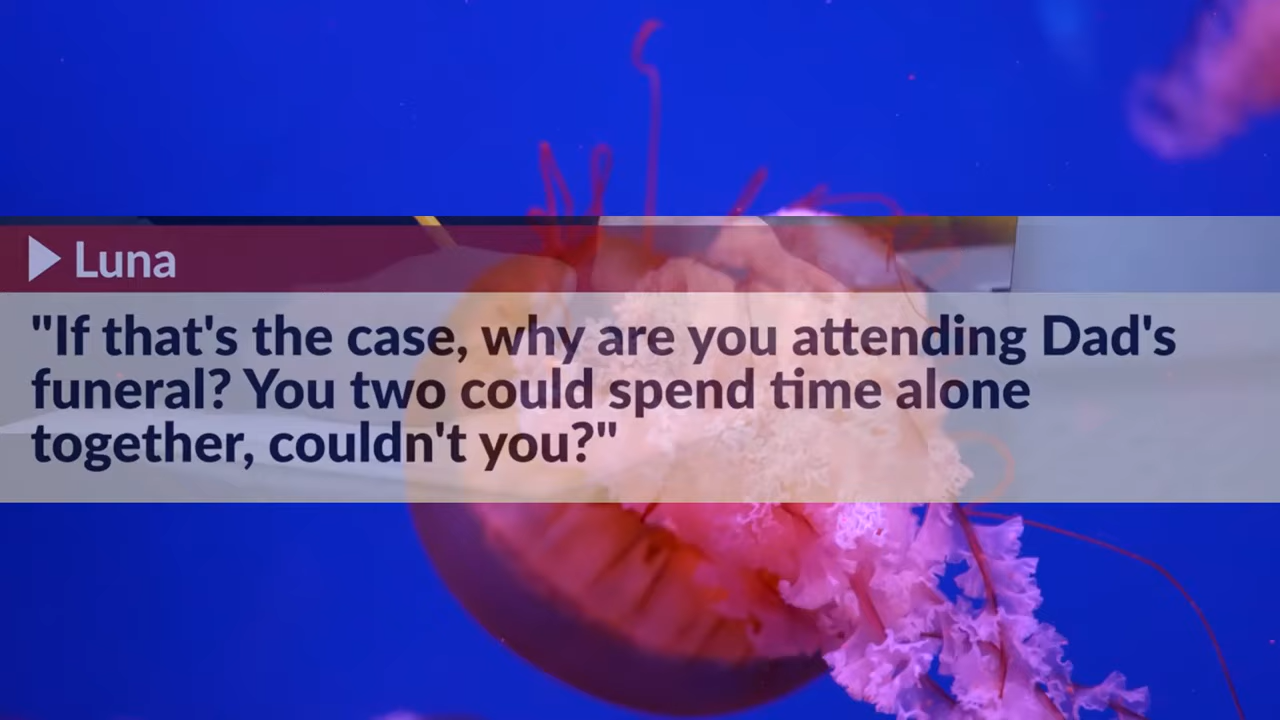 Luna
"If that's the case, why are you attending Dad's
funeral? You two could spend time alone
together, couldn't you?"